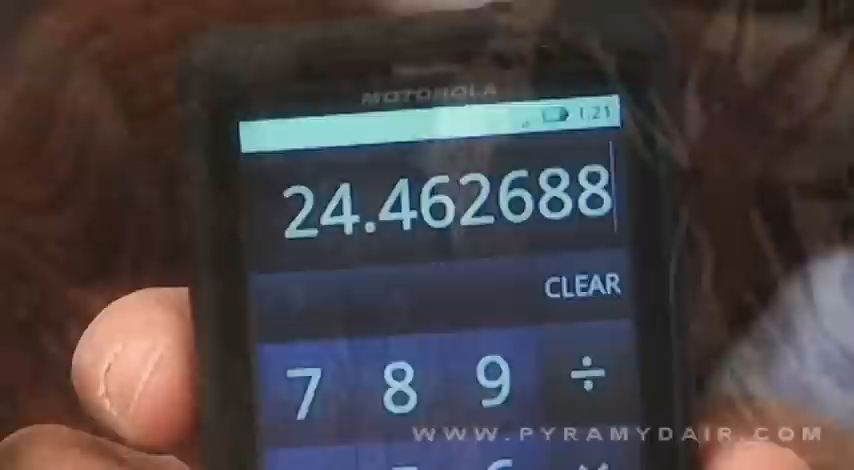 MOTOROLA
1:21
24.462688
CLEAR
7 8 9 ÷
WWW.PYRAMYDAIR.COM